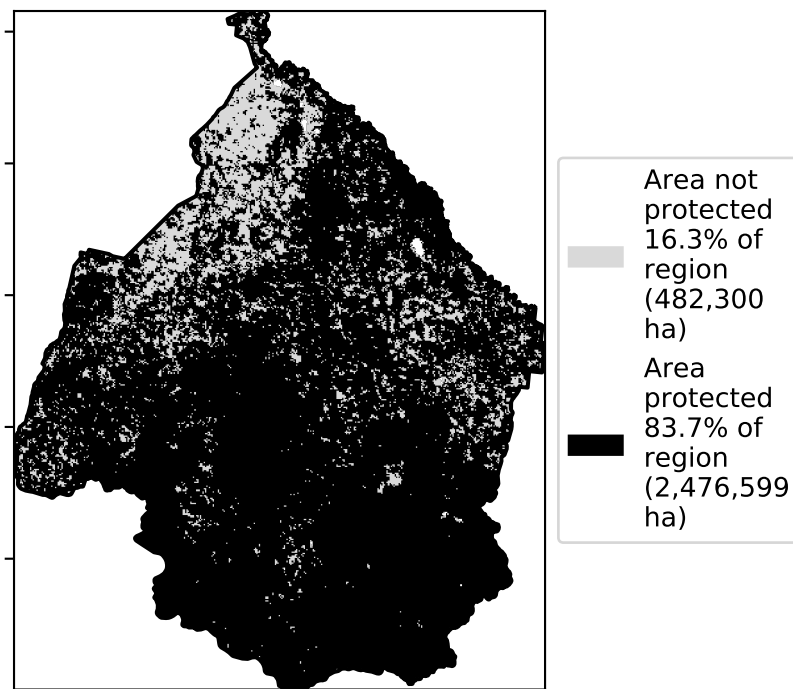 Area not
protected
16.3% of
region
(482,300
ha)
Area
protected
83.7% of
region
(2,476,599
ha)